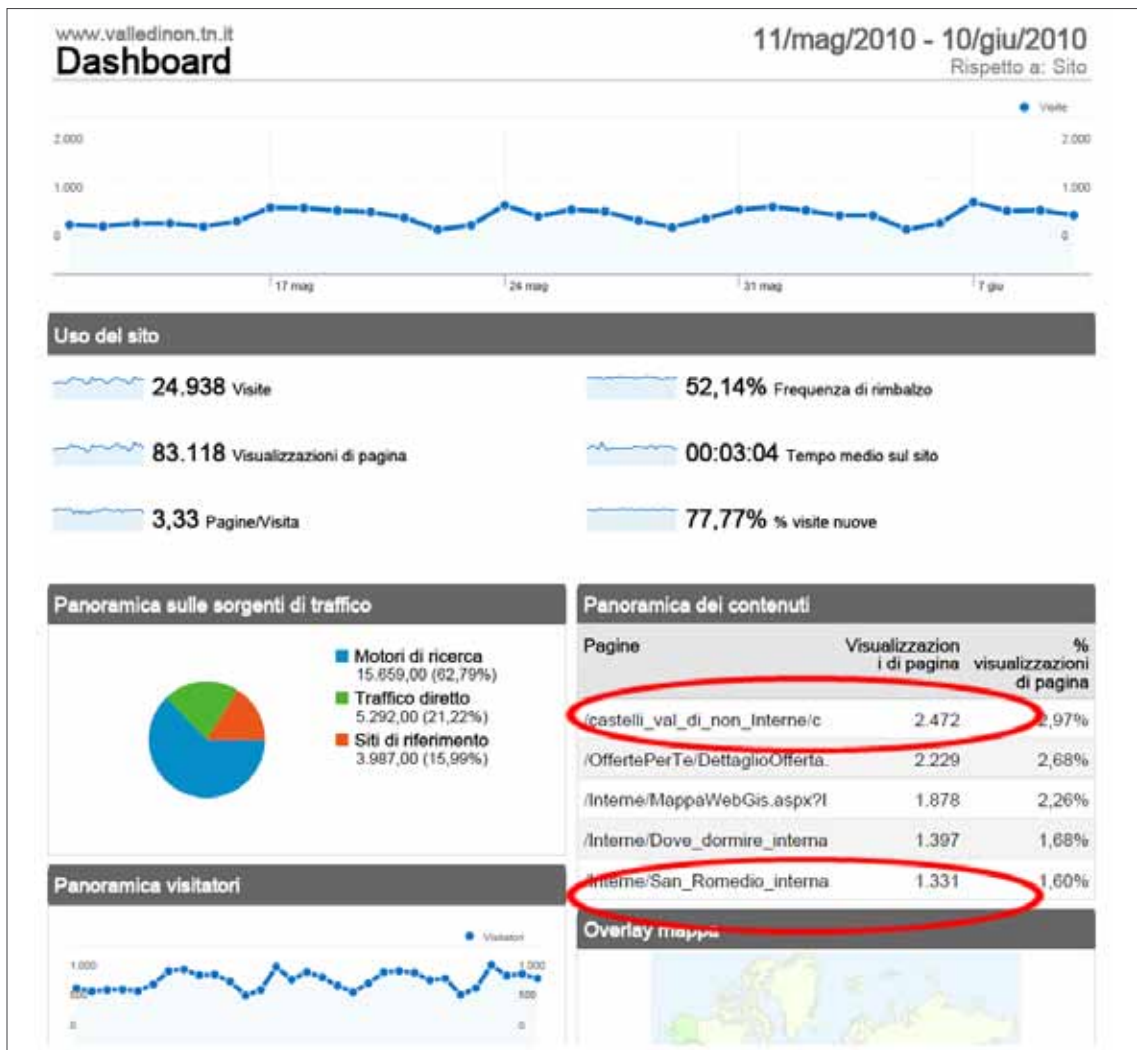 www.valledinon.tn.it
Dashboard
11/mag/2010 - 10/giu/2010
Rispetto a: Sito
Visite
2.000
2.000
1.000
1.000
0
0
17 mag
24 mag
31 mag
7 giu
Uso del sito
24.938 Visite
52,14% Frequenza di rimbalzo
83.118 Visualizzazioni di pagina
00:03:04 Tempo medio sul sito
3,33 Pagine/Visita
77,77% % visite nuove
Panoramica sulle sorgenti di traffico
Motori di ricerca
15.659,00 (62,79%)
Traffico diretto
5.292,00 (21,22%)
Siti di riferimento
3.987,00 (15,99%)
Panoramica dei contenuti
Pagine
Visualizzazion
i di pagina
%
visualizzazioni
di pagina
/castelli_val_di_non_Interne/c 2.472 2,97%
/OffertePerTe/DettaglioOfferta. 2.229 2,68%
/Interne/MappaWebGis.aspx?I 1.878 2,26%
/Interne/Dove_dormire_interna 1.397 1,68%
/Interne/San_Romedio_interna 1.331 1,60%
Panoramica visitatori
Visitatori
1.000
1.000
500
500
0
0
Overlay mappa